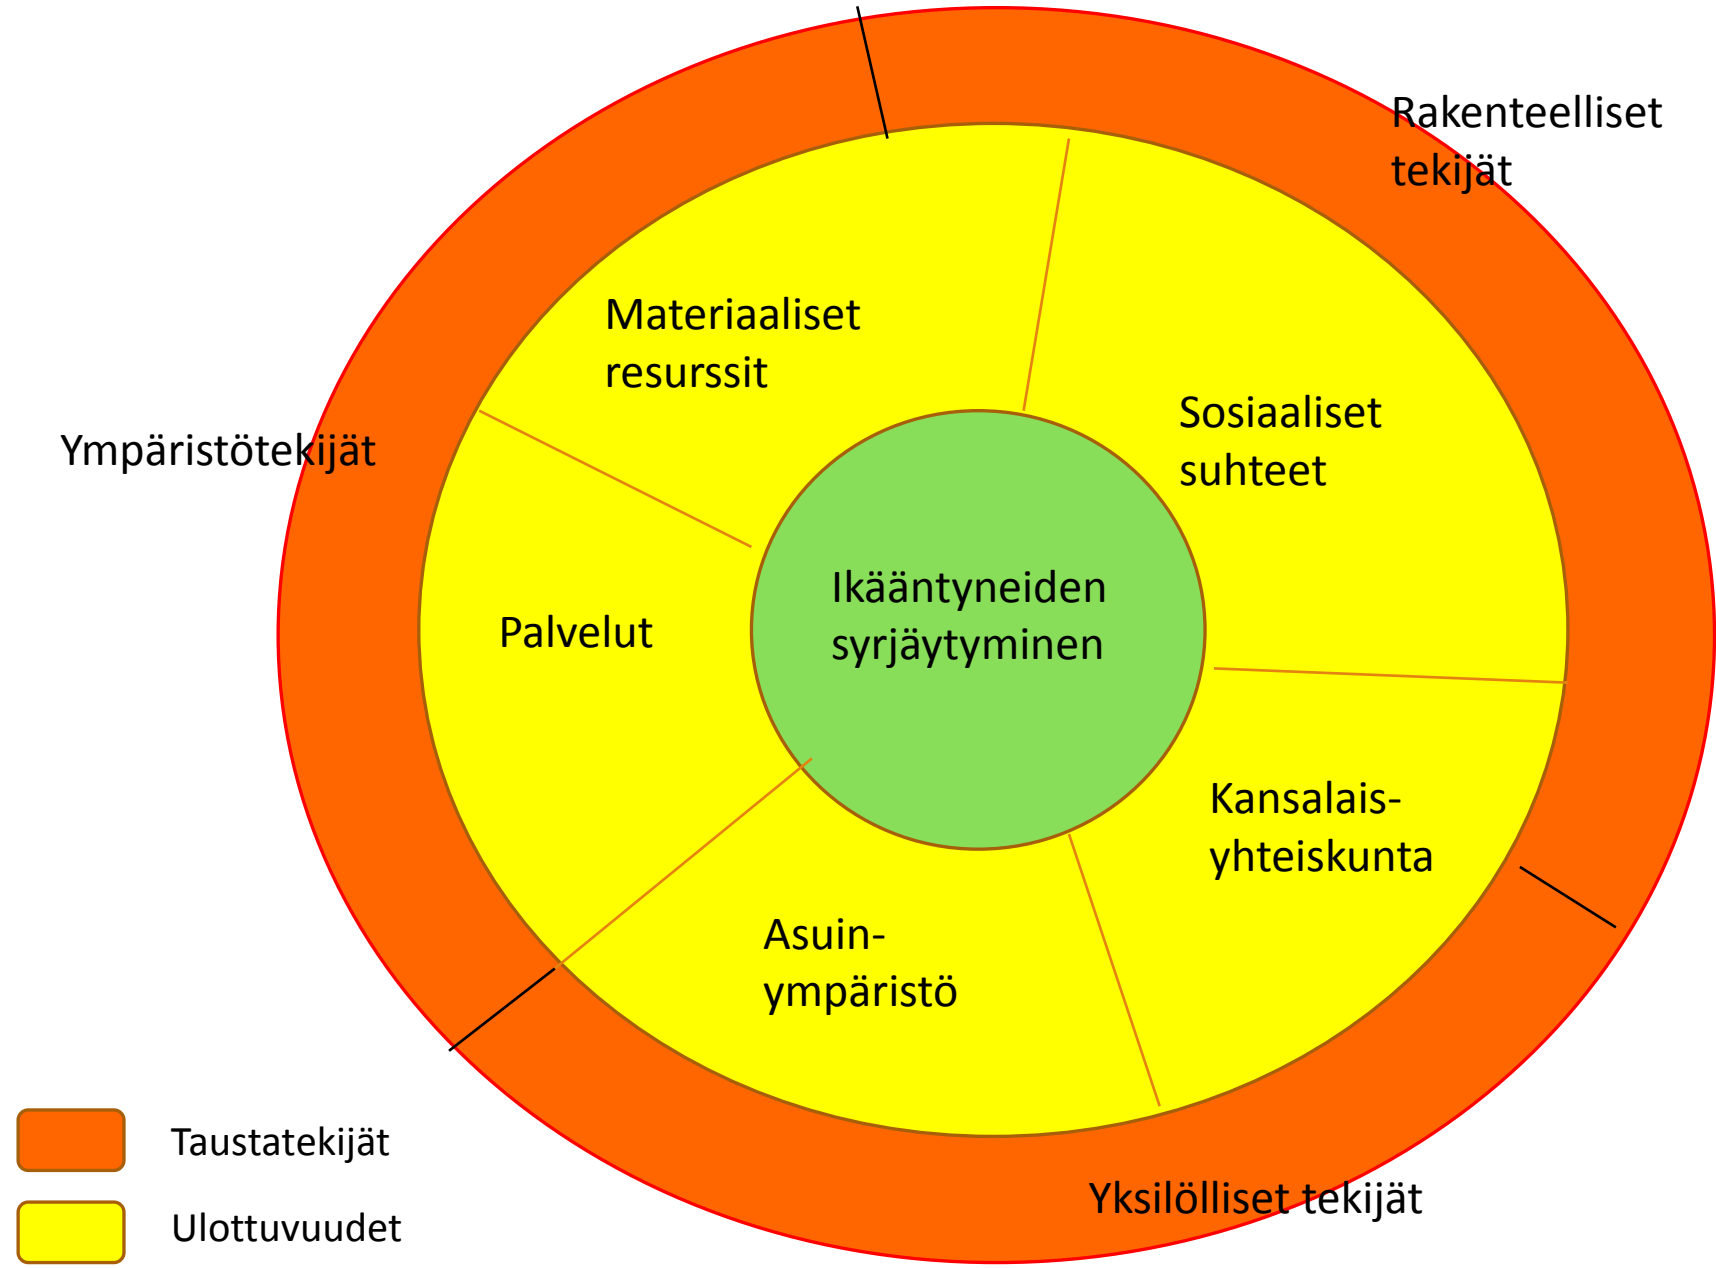 Rakenteelliset
tekijät
Materiaaliset
resurssit
Sosiaaliset
suhteet
Ympäristötekijät
Ikääntyneiden
syrjäytyminen
Palvelut
Kansalais-
yhteiskunta
Asuin-
ympäristö
Yksilölliset tekijät
Taustatekijät
Ulottuvuudet